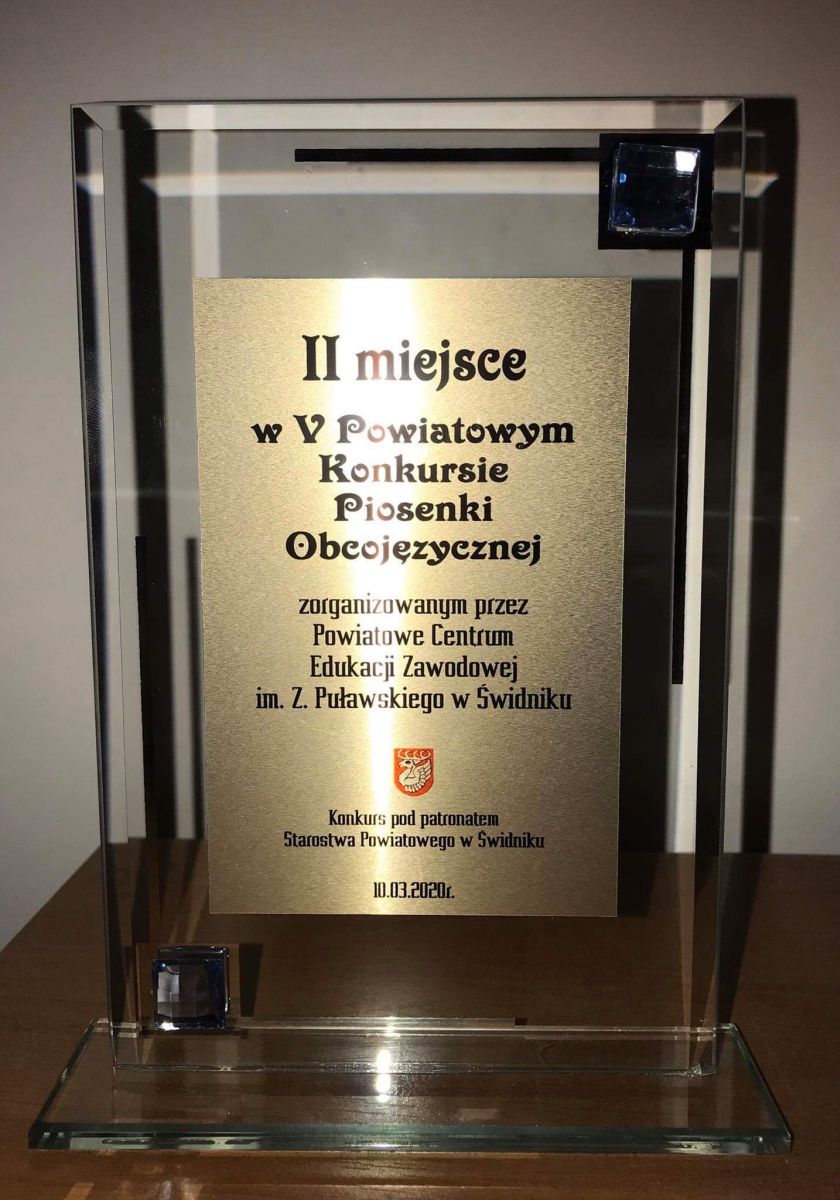 II miejsce
w V Powiatowym
Konkursie
Piosenki
Obcojęzycznej
zorganizowanym przez
Powiatowe Centrum
Edukacji Zawodowej
im. Z. Puławskiego w Świdniku
Konkurs pod patronatem
Starostwa Powiatowego w Świdniku
10.03.2020r.